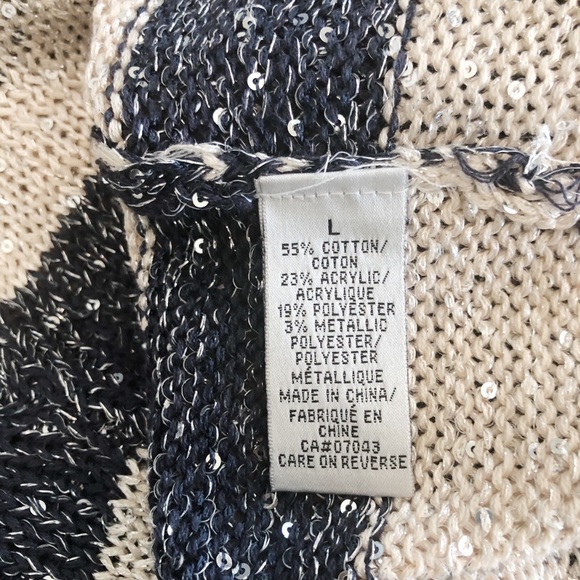 L
55% COTTON/
COTON
23% ACRYLIC/
ACRYLIQUE
19% POLYESTER
3% METALLIC
POLYESTER/
POLYESTER
MÉTALLIQUE
MADE IN CHINA/
FABRIQUÉ EN
CHINE
CA#07043
CARE ON REVERSE